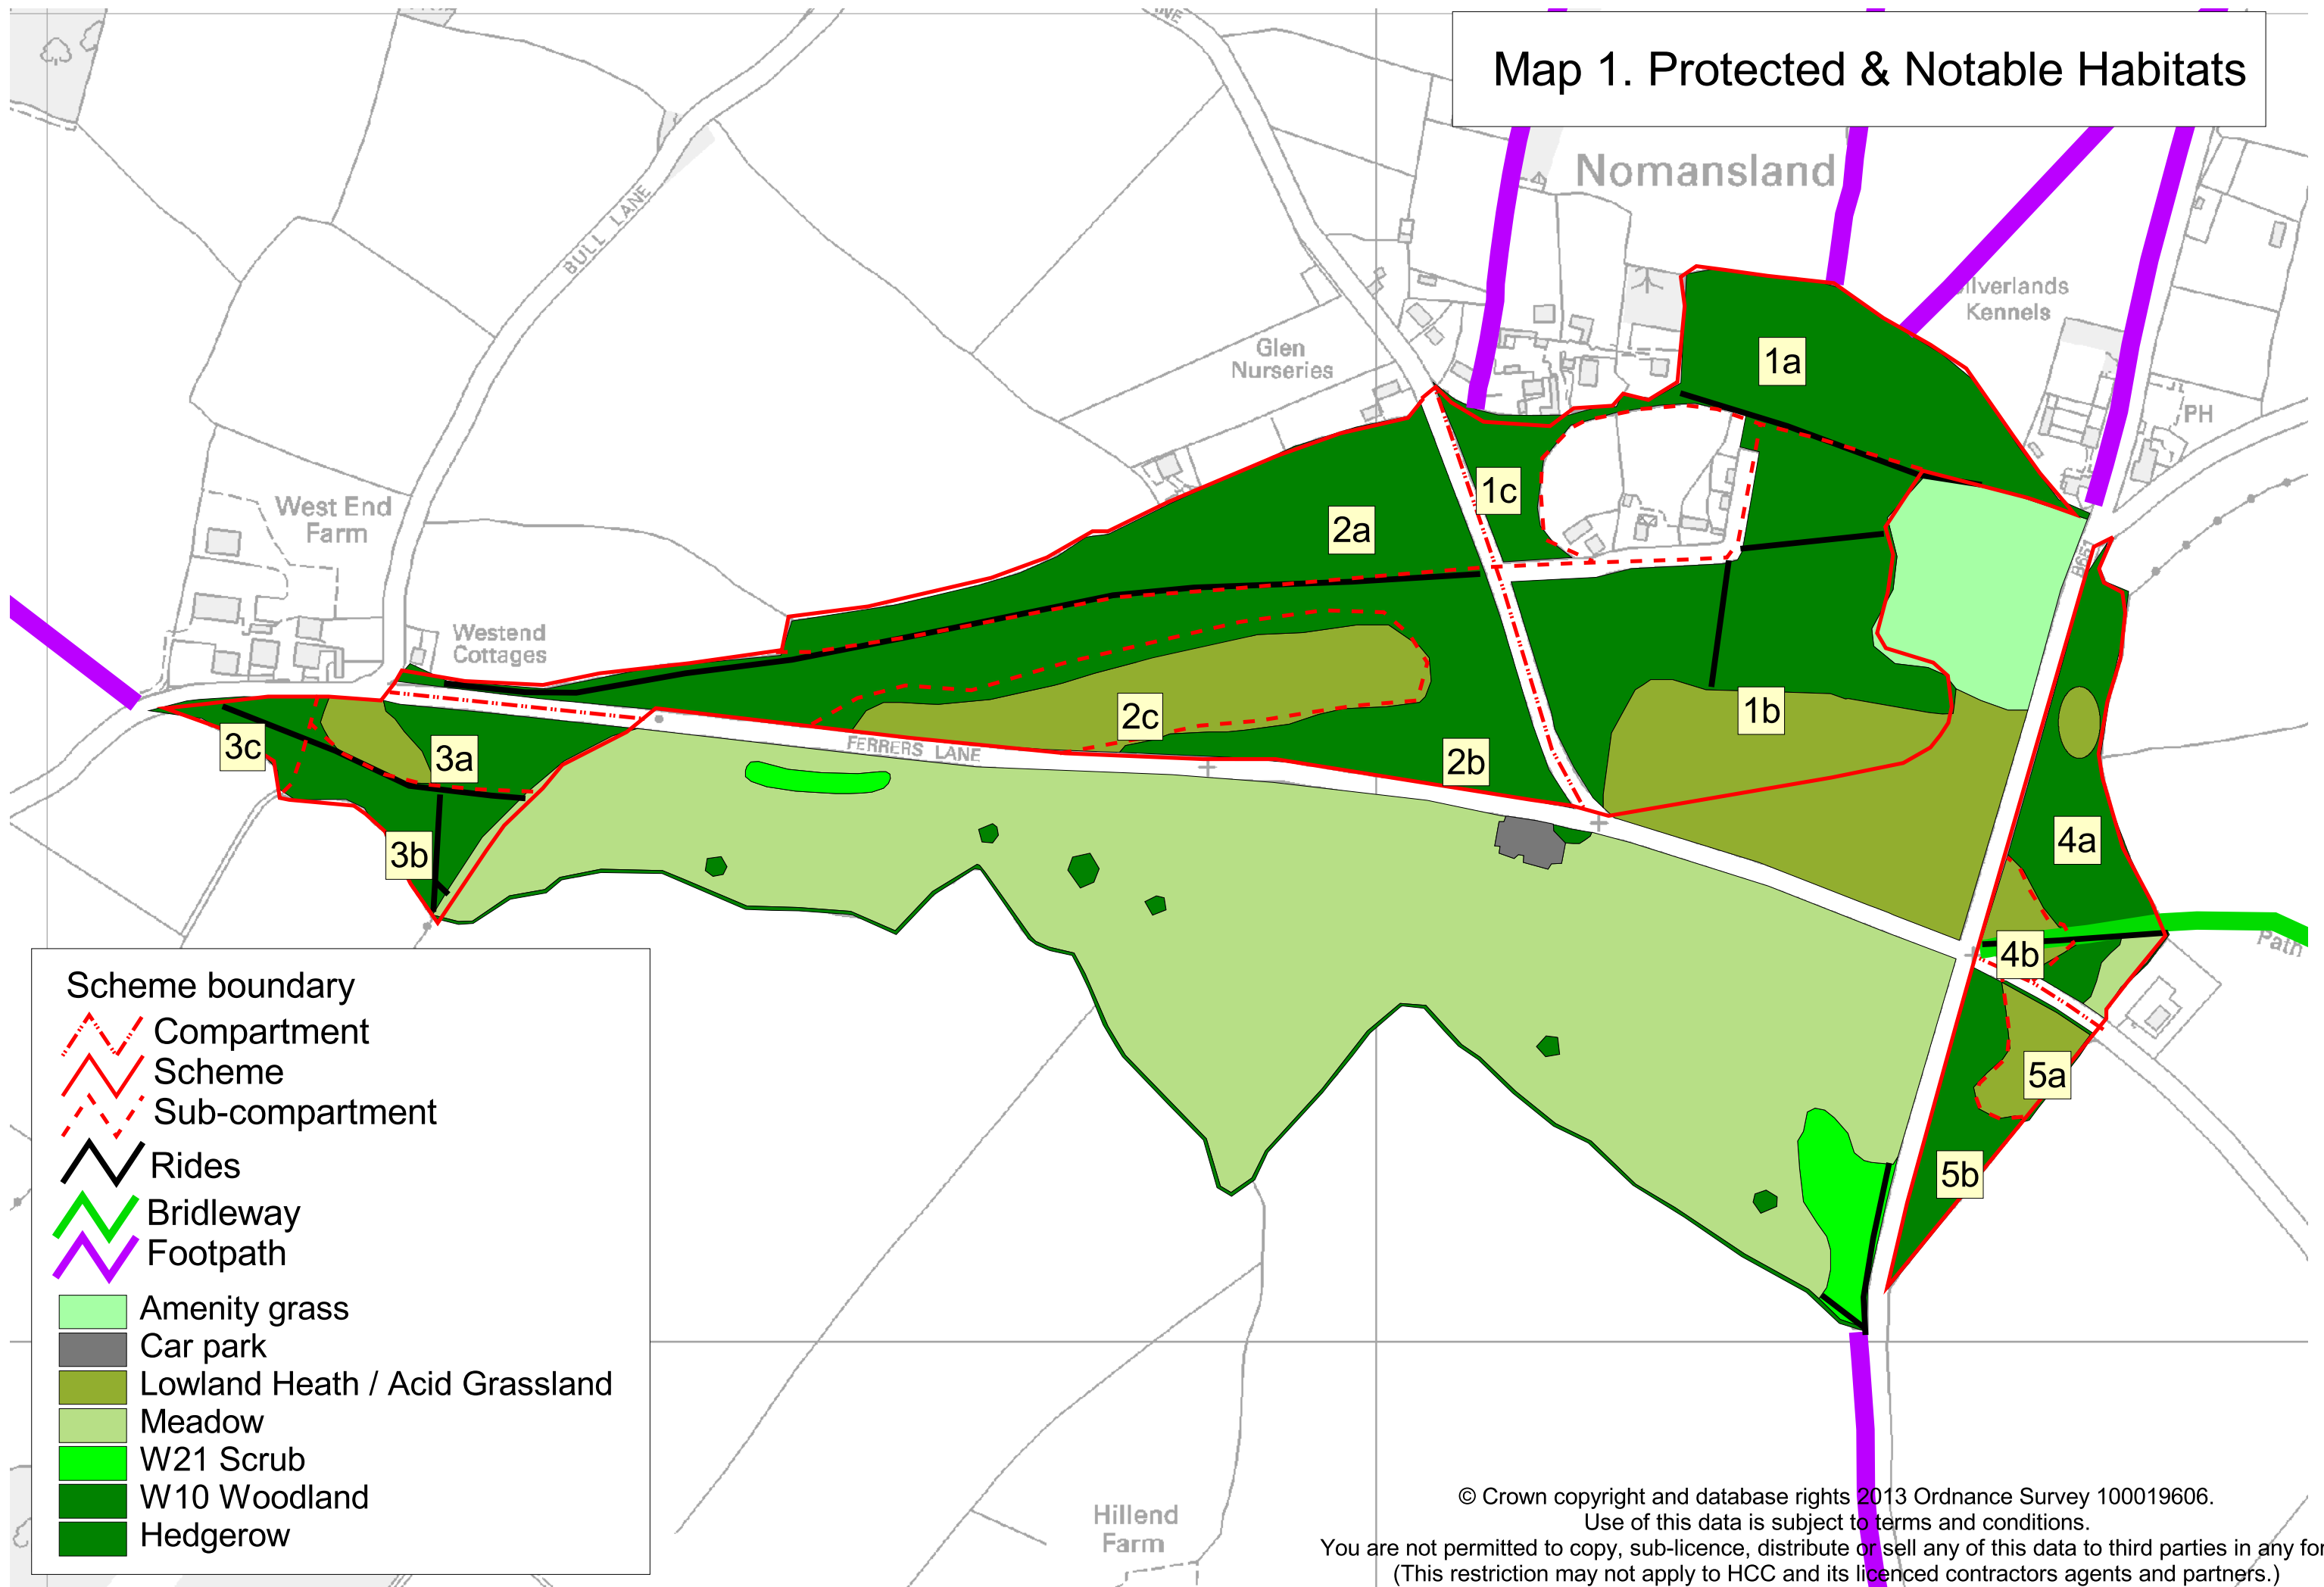 Map 1. Protected & Notable Habitats
Nomansland
BULL LANE
Kennels
Glen
Nurseries
1a
PH
1c
West End
Farm
2a
B651
Westend
Cottages
2c
1b
3c
3a
FERRERS LANE
2b
4a
3b
Path
4b
5a
5b
Scheme boundary
Compartment
Scheme
Sub-compartment
Rides
Bridleway
Footpath
Amenity grass
Car park
Lowland Heath / Acid Grassland
Meadow
W21 Scrub
W10 Woodland
Hedgerow
Hillend
Farm
© Crown copyright and database rights 2013 Ordnance Survey 100019606.
Use of this data is subject to terms and conditions.
You are not permitted to copy, sub-licence, distribute or sell any of this data to third parties in any for
(This restriction may not apply to HCC and its licenced contractors agents and partners.)